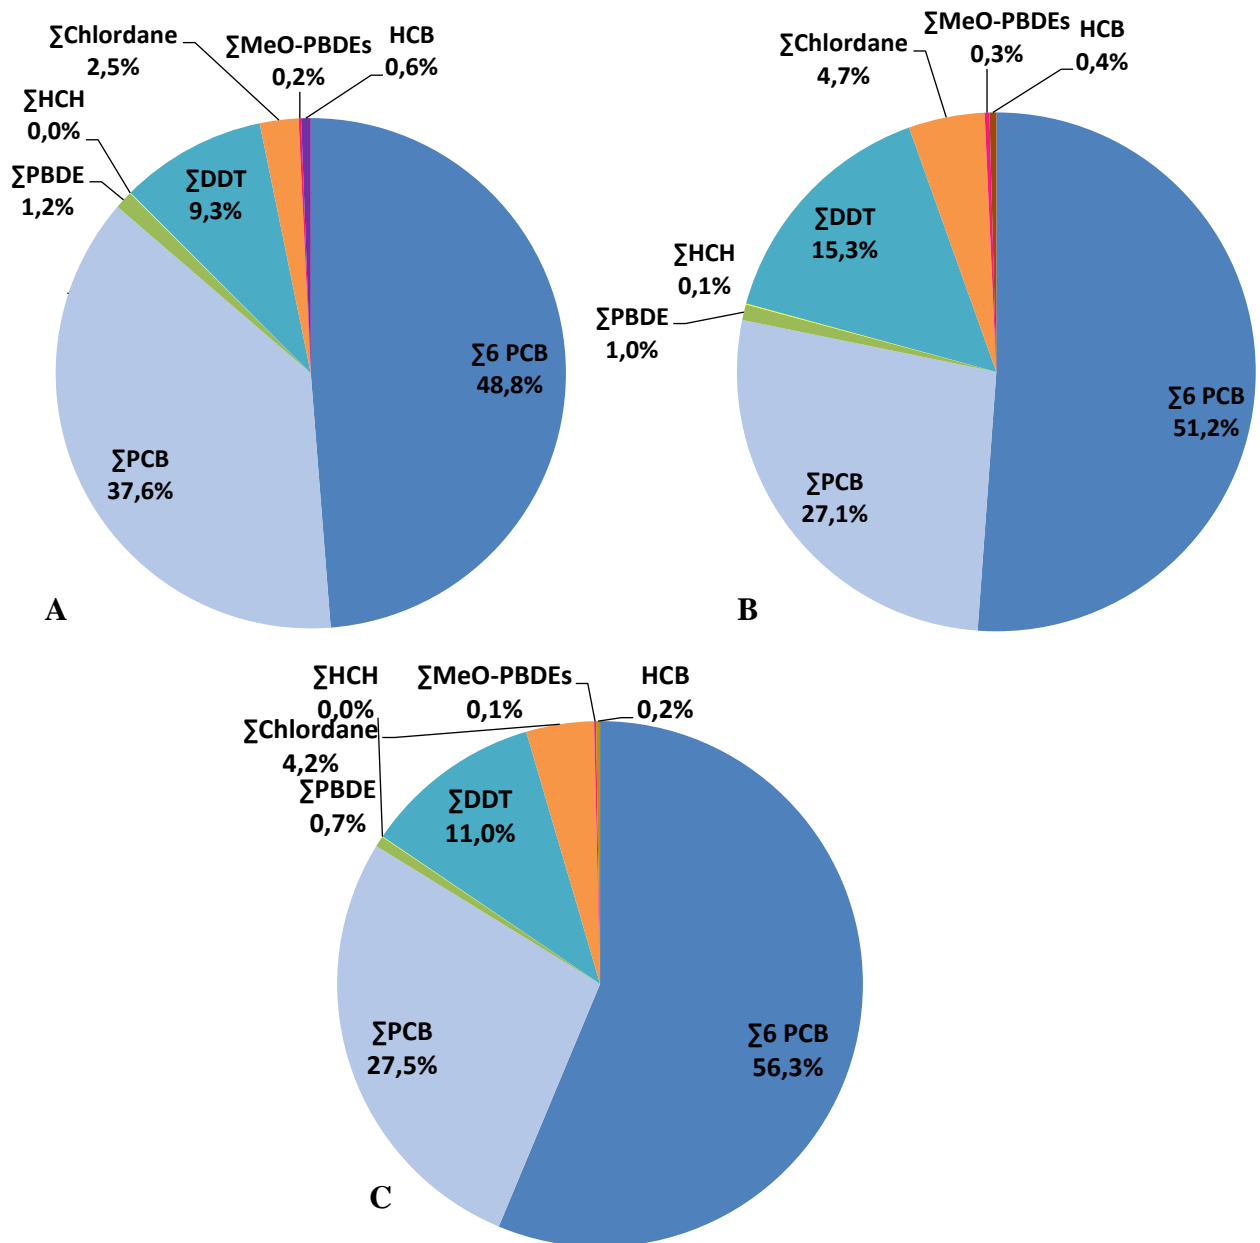 ∑Chlordane
2,5%
∑MeO-PBDEs
0,2%
HCB
0,6%
∑HCH
0,0%
∑PBDE
1,2%
∑DDT
9,3%
∑6 PCB
48,8%
∑PCB
37,6%
A
∑Chlordane
4,7%
∑MeO-PBDEs
0,3%
HCB
0,4%
∑DDT
15,3%
∑HCH
0,1%
∑PBDE
1,0%
∑6 PCB
51,2%
∑PCB
27,1%
B
∑HCH
0,0%
∑MeO-PBDEs
0,1%
HCB
0,2%
∑Chlordane
4,2%
∑PBDE
0,7%
∑DDT
11,0%
∑PCB
27,5%
∑6 PCB
56,3%
C